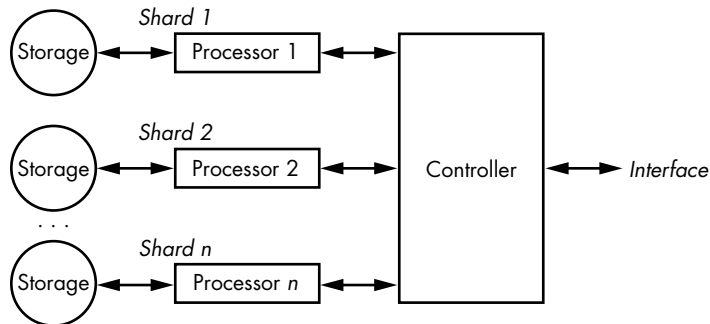 Shard 1
Storage
Processor 1
Shard 2
Storage
Processor 2
Controller
Interface
. . .
Shard n
Storage
Processor n